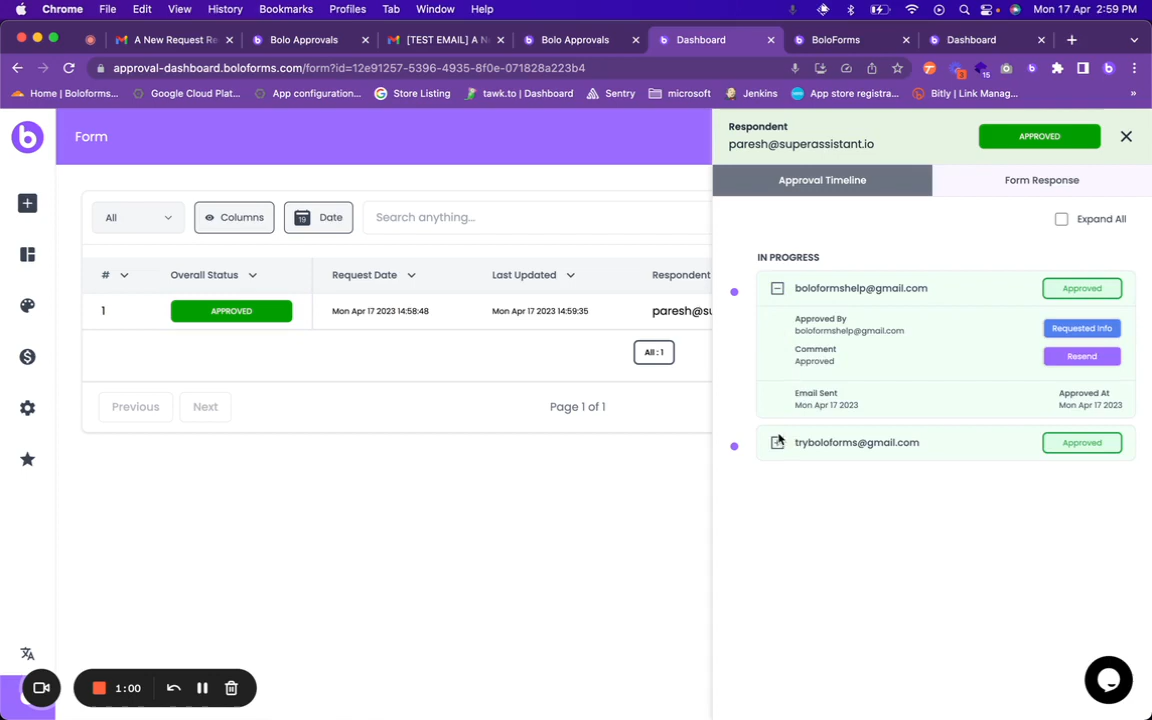 Chrome File Edit View History Bookmarks Profiles Tab Window Help Mon 17 Apr 2:59 PM
A New Request Re Bolo Approvals [TEST EMAIL] A N Bolo Approvals Dashboard BoloForms Dashboard
approval-dashboard.boloforms.com/form?id=12e91257-5396-4935-8f0e-071828a223b4
3 15
Home | Boloforms... Google Cloud Plat... App configuration... Store Listing tawk.to | Dashboard Sentry microsoft Jenkins App store registra... Bitly | Link Manag... »
Form
Respondent
paresh@superassistant.io
APPROVED
Approval Timeline Form Response
All Columns 19 Date Search anything...
Expand All
# Overall Status Request Date Last Updated Respondent
1 APPROVED Mon Apr 17 2023 14:58:48 Mon Apr 17 2023 14:59:35 paresh@su
All : 1
Previous Next Page 1 of 1
IN PROGRESS
boloformshelp@gmail.com Approved
Approved By
boloformshelp@gmail.com
Requested Info
Comment
Approved
Resend
Email Sent
Mon Apr 17 2023
Approved At
Mon Apr 17 2023
tryboloforms@gmail.com Approved
1:00